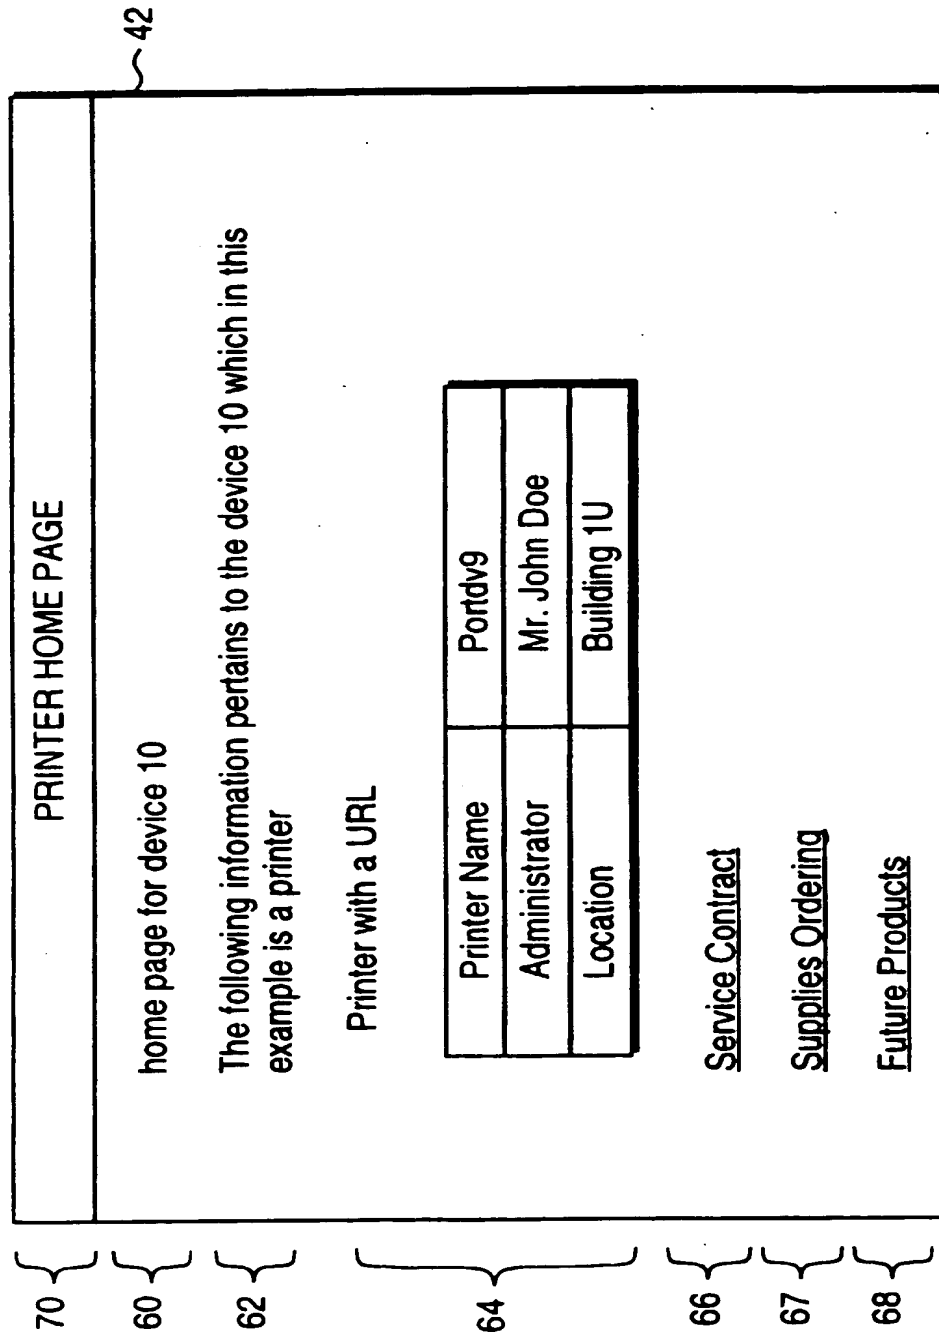 42
70 PRINTER HOME PAGE
60 home page for device 10
62 The following information pertains to the device 10 which in this
example is a printer
64 Printer with a URL
Printer Name Portdv9
Administrator Mr. John Doe
Location Building 1U
66 Service Contract
67 Supplies Ordering
68 Future Products